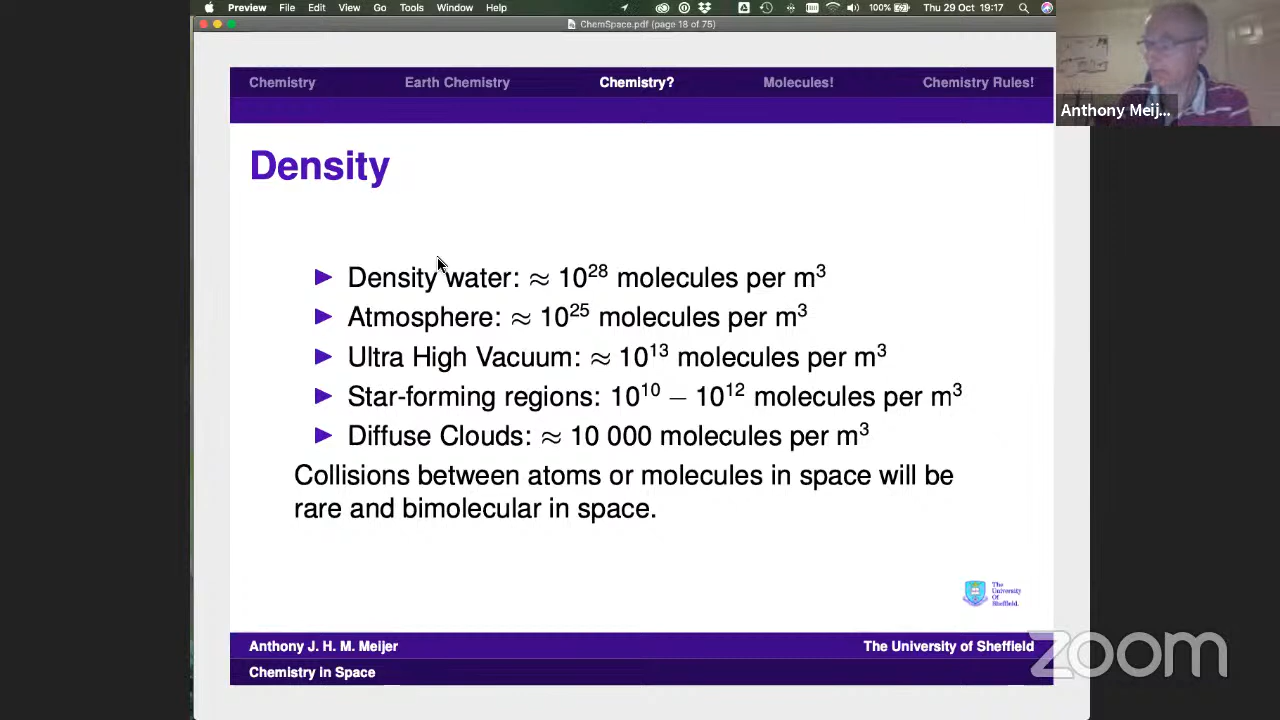 Preview File Edit View Go Tools Window Help 100% Thu 29 Oct 19:17
ChemSpace.pdf (page 18 of 75)
Chemistry Earth Chemistry Chemistry? Molecules! Chemistry Rules!
Anthony Meij...
Density
▶ Density water: ≈ 10²⁸ molecules per m³
▶ Atmosphere: ≈ 10²⁵ molecules per m³
▶ Ultra High Vacuum: ≈ 10¹³ molecules per m³
▶ Star-forming regions: 10¹⁰ − 10¹² molecules per m³
▶ Diffuse Clouds: ≈ 10 000 molecules per m³
Collisions between atoms or molecules in space will be
rare and bimolecular in space.
The
University
Of
Sheffield.
Anthony J. H. M. Meijer The University of Sheffield
Chemistry in Space
zoom